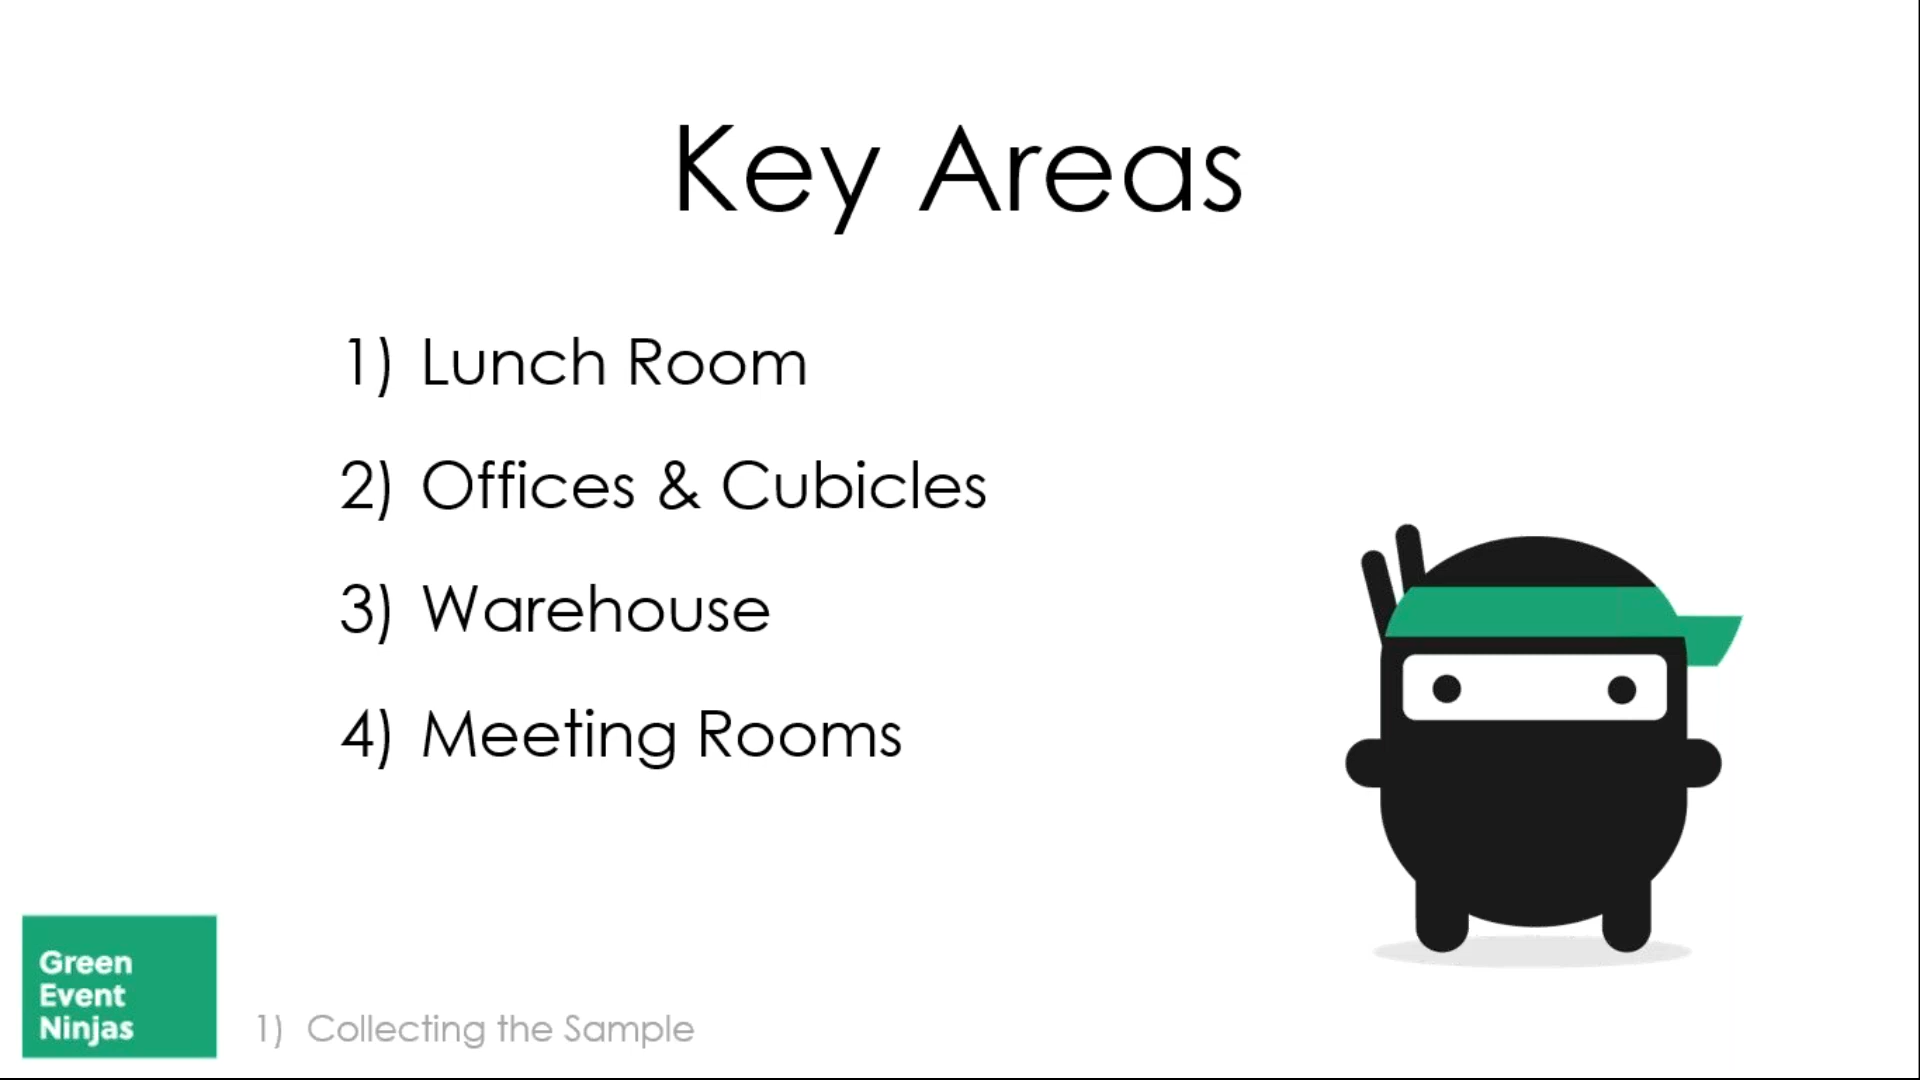 Key Areas
1) Lunch Room
2) Offices & Cubicles
3) Warehouse
4) Meeting Rooms
Green
Event
Ninjas
1) Collecting the Sample